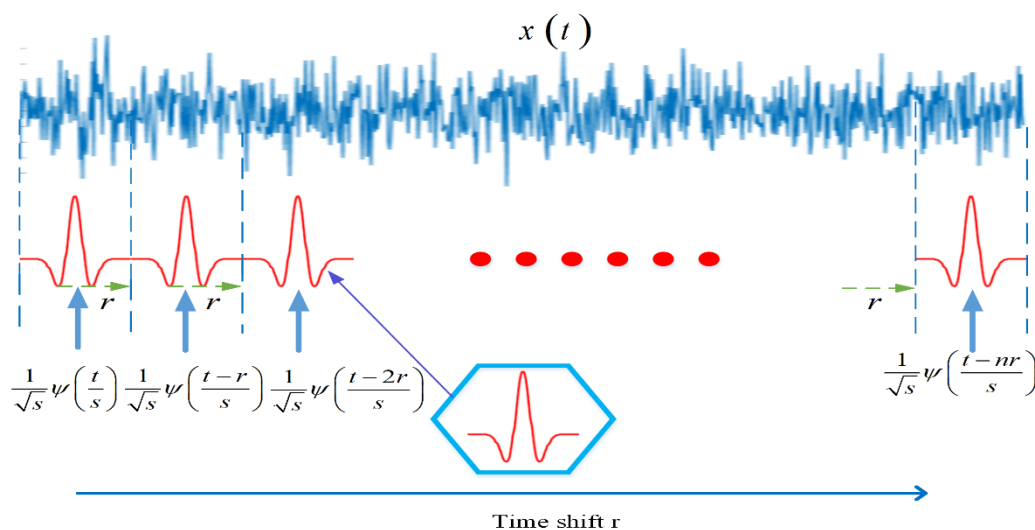 x (t)
r
r
r
1/√s ψ(t/s) 1/√s ψ((t−r)/s) 1/√s ψ((t−2r)/s) 1/√s ψ((t−nr)/s)
Time shift r